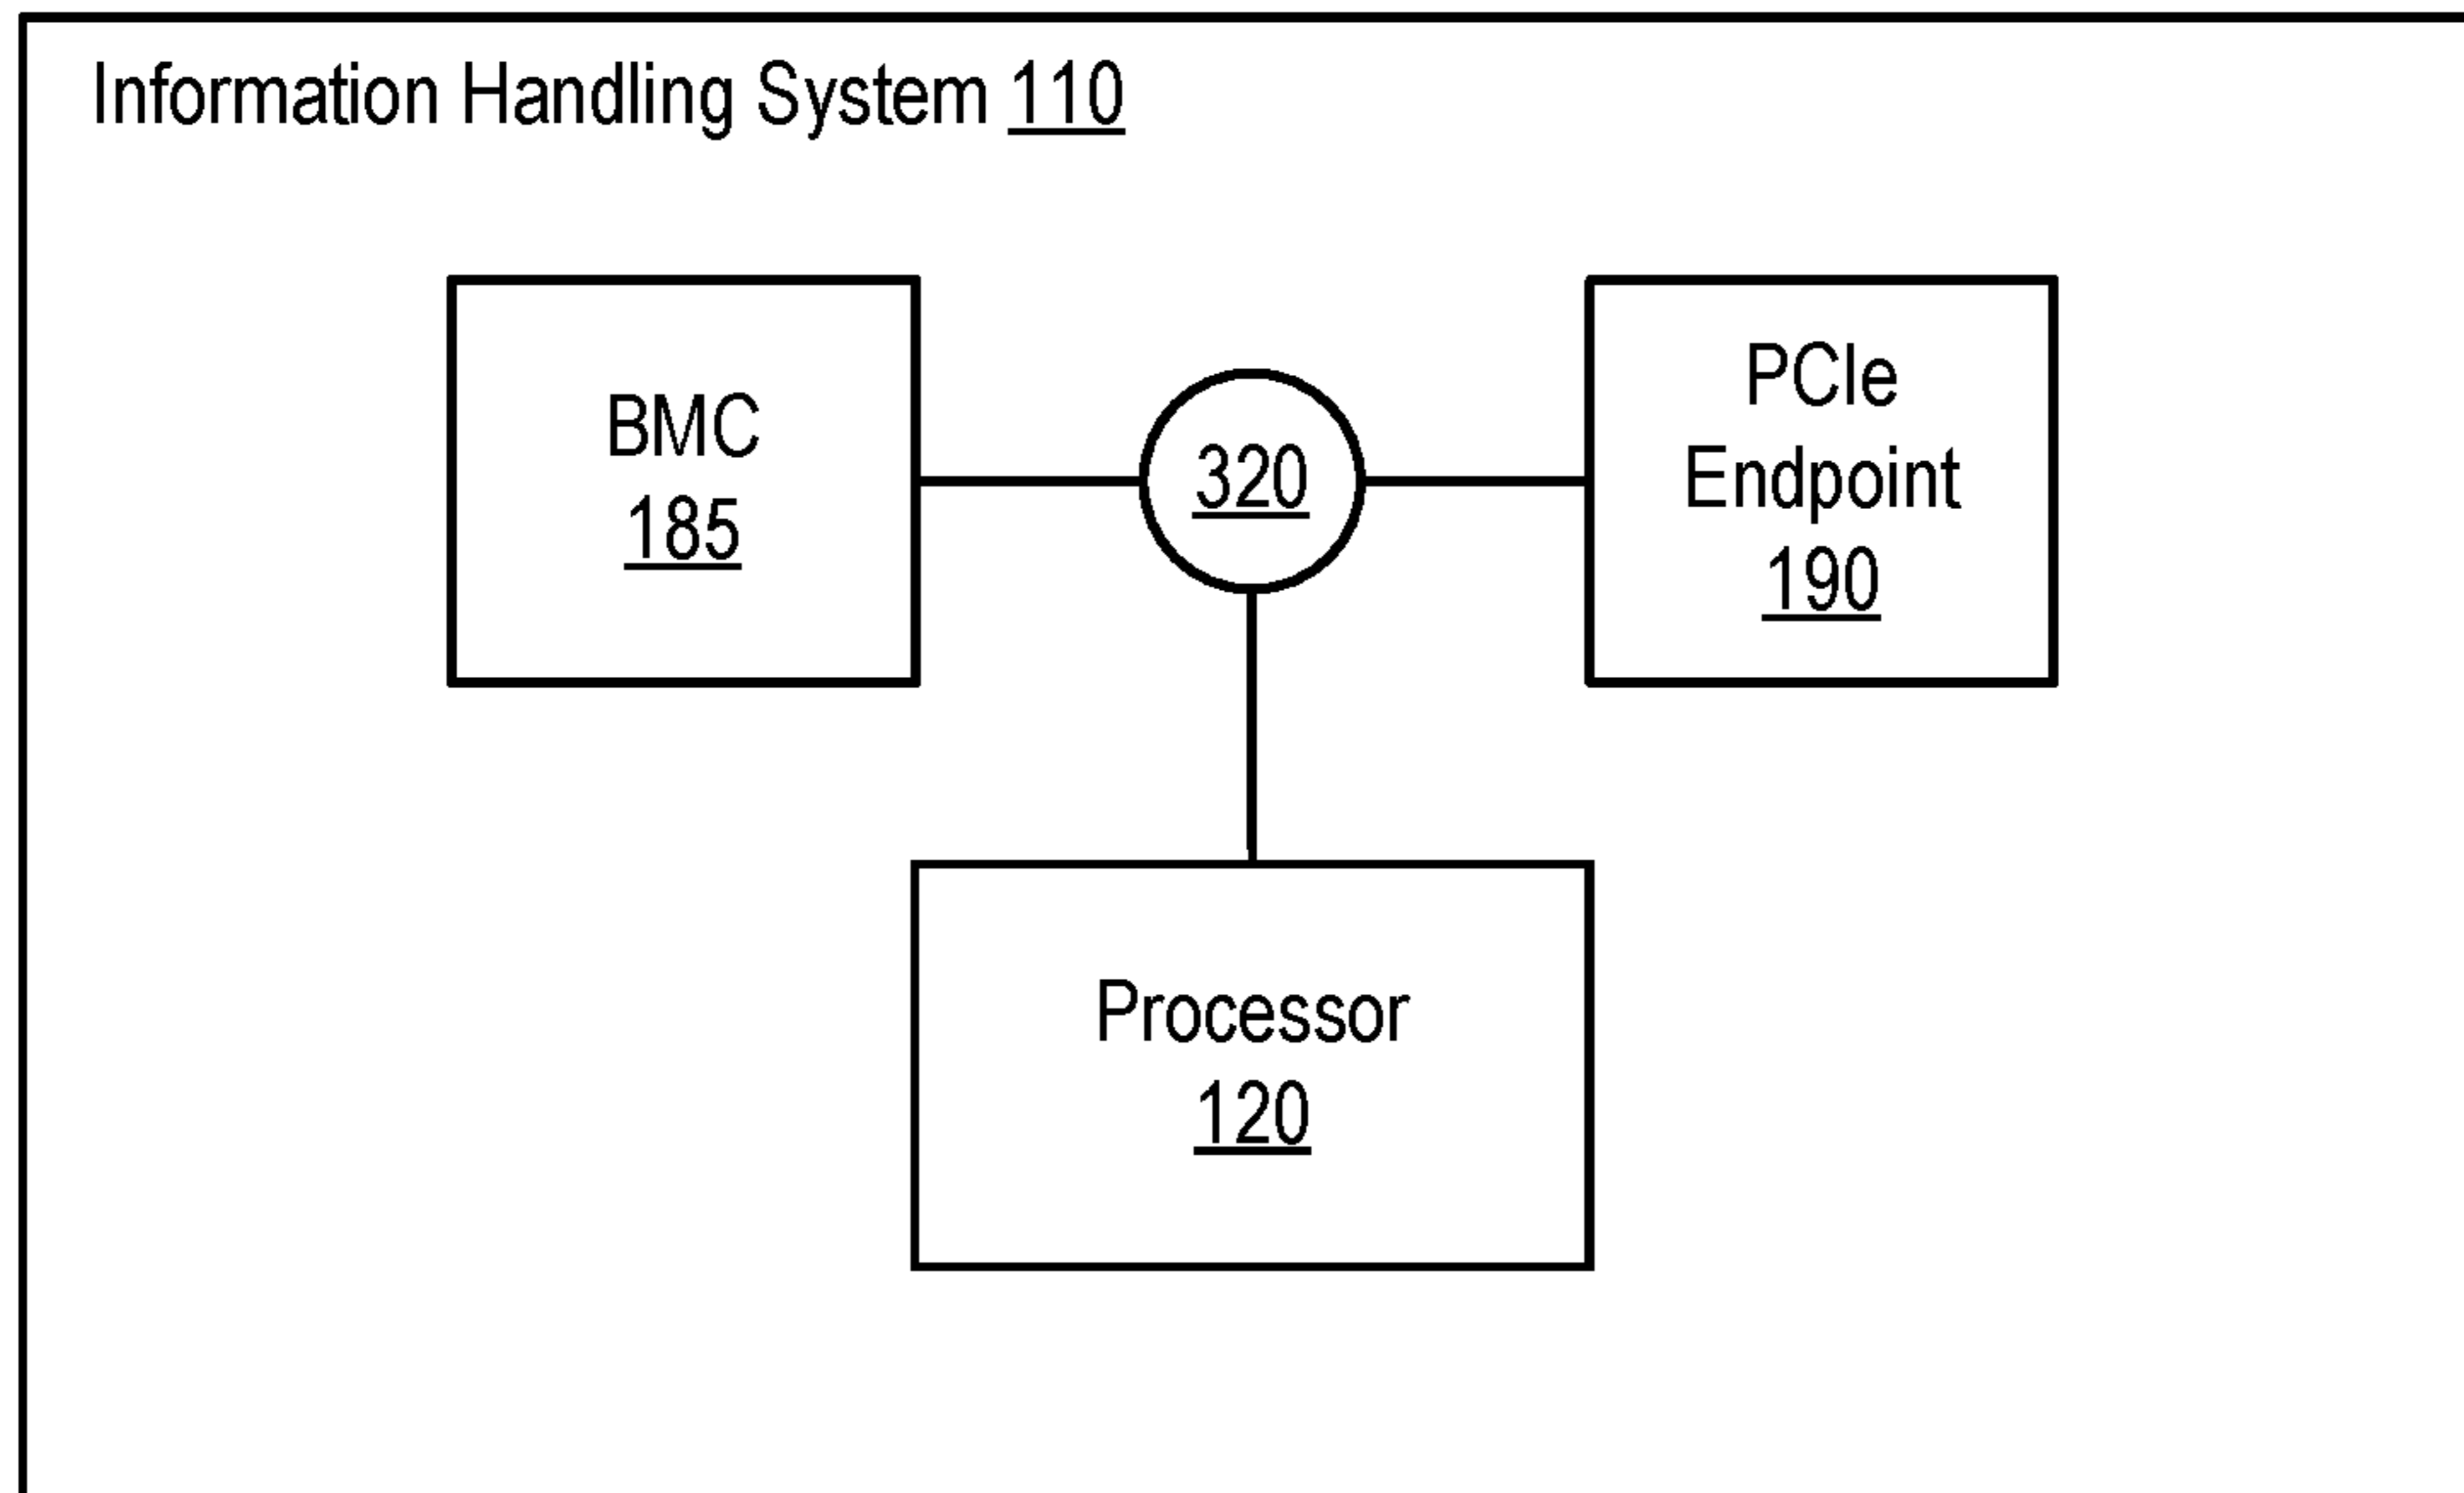 Information Handling System 110
BMC
185
320
PCIe
Endpoint
190
Processor
120